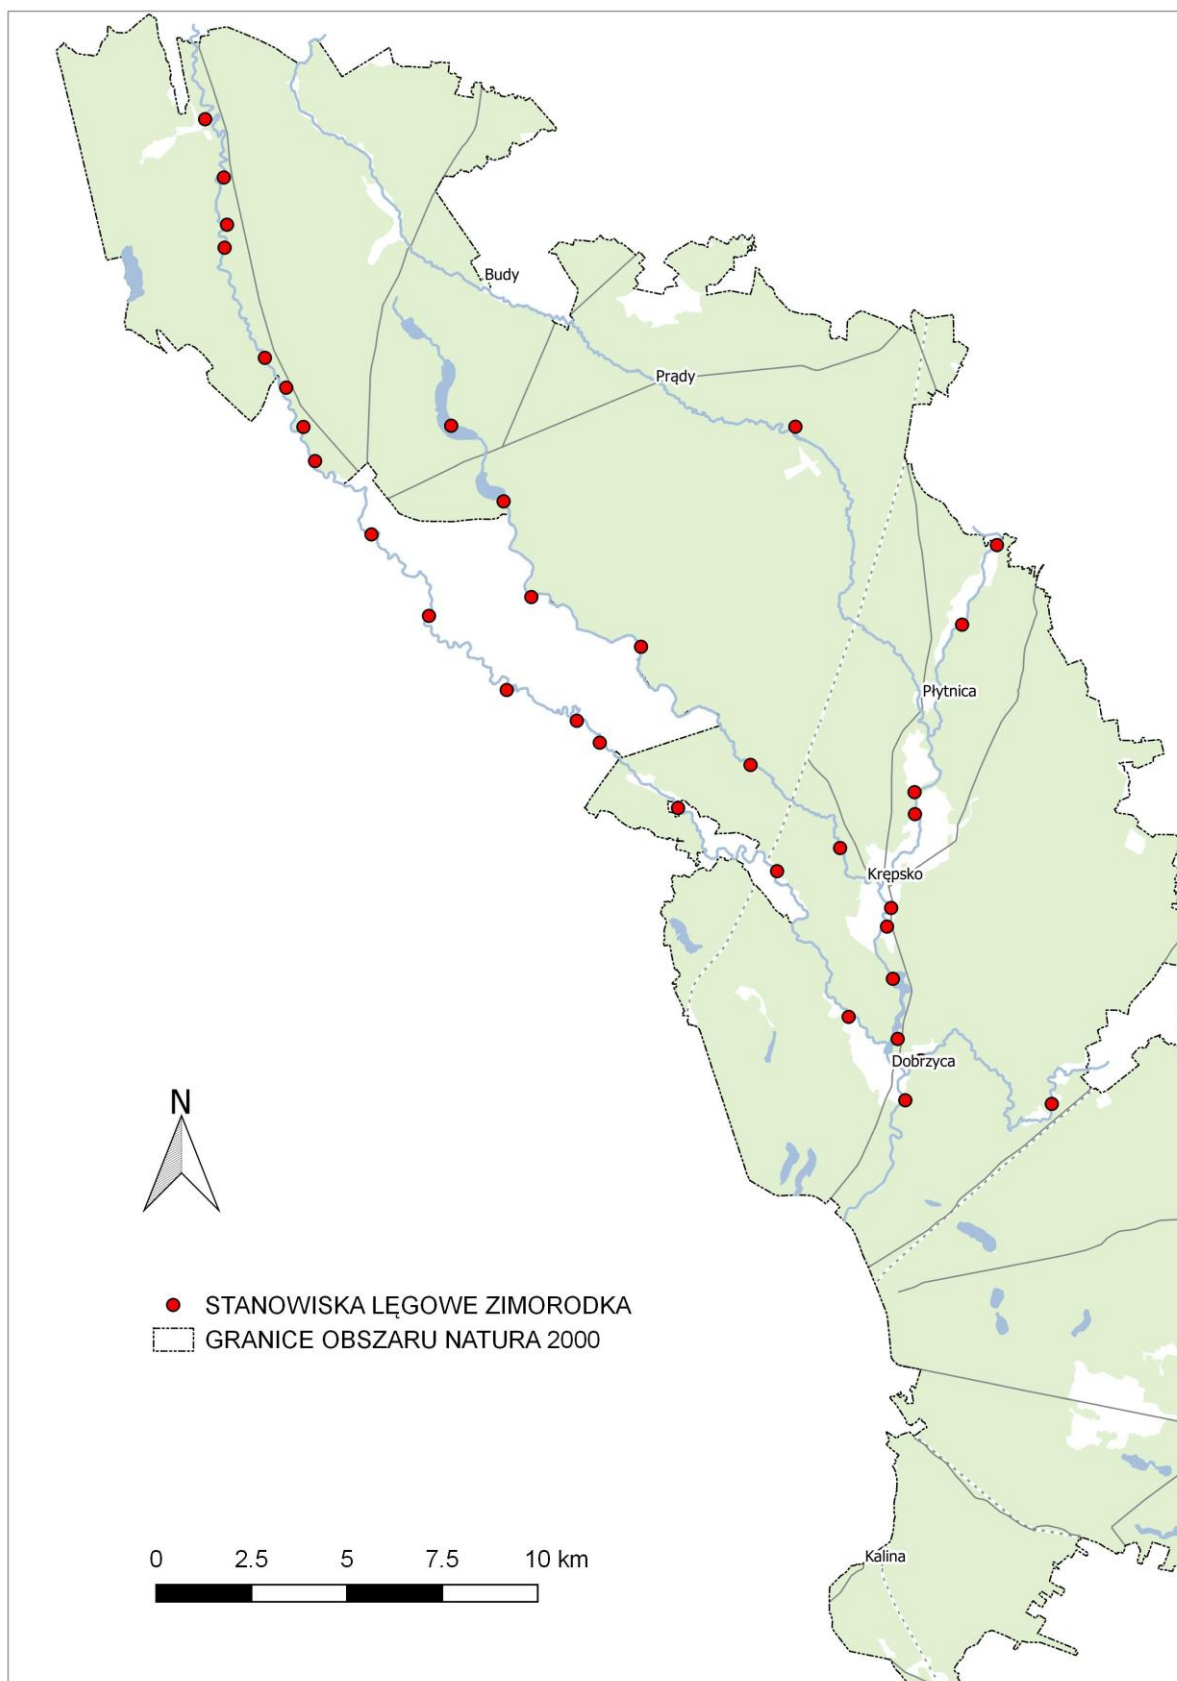 Budy
Prądy
Płytnica
Krępsko
Dobrzyca
N
STANOWISKA LĘGOWE ZIMORODKA
GRANICE OBSZARU NATURA 2000
0 2.5 5 7.5 10 km
Kalina